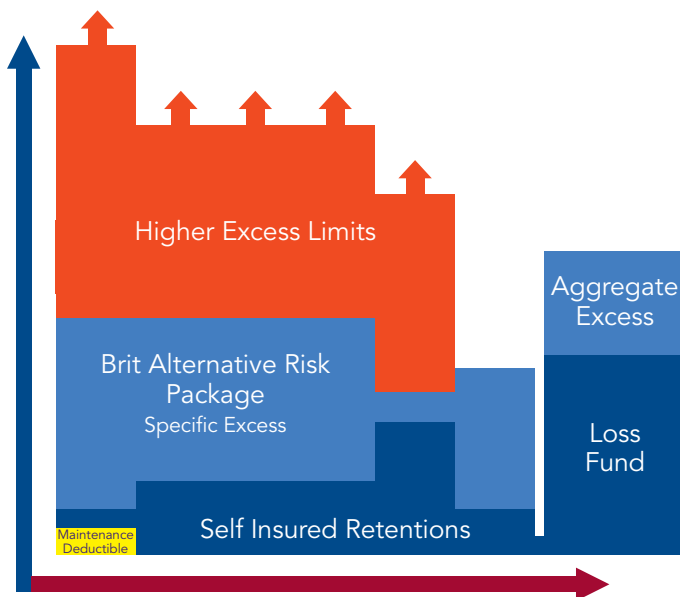 Higher Excess Limits
Brit Alternative Risk
Package
Specific Excess
Self Insured Retentions
Maintenance
Deductible
Aggregate
Excess
Loss
Fund